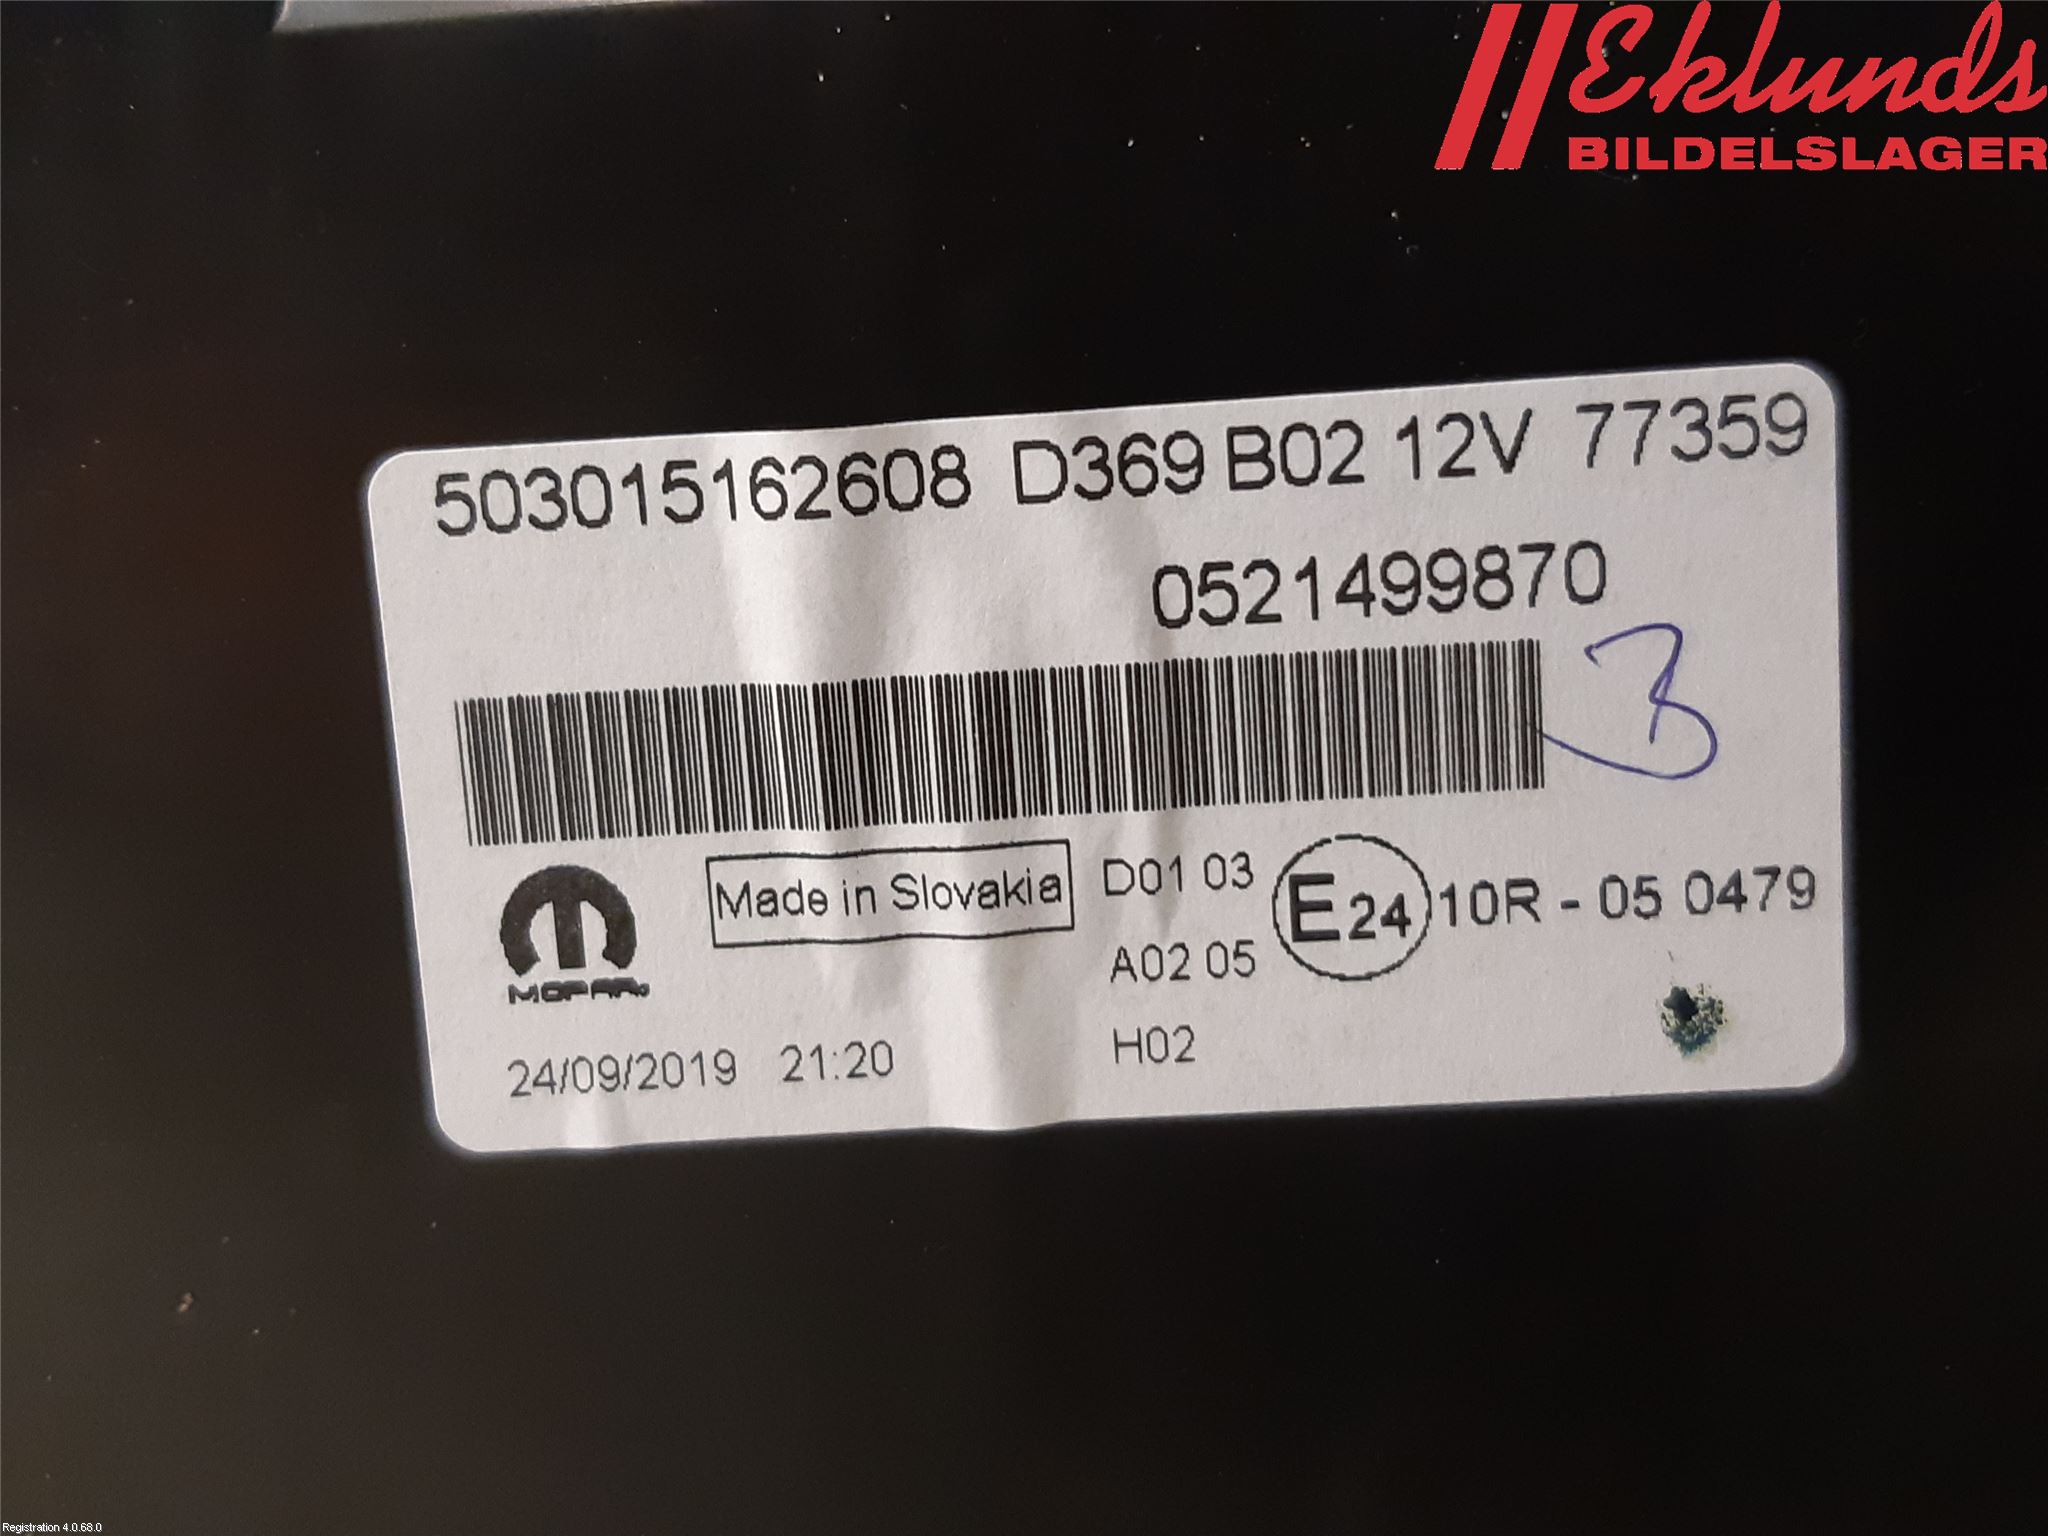 Eklunds
BILDELSLAGER
503015162608 D369 B02 12V 77359
0521499870
3
Made in Slovakia
D01 03
E24 10R - 05 0479
A02 05
MOPAR
H02
24/09/2019 21:20
Registration 4.0.68.0